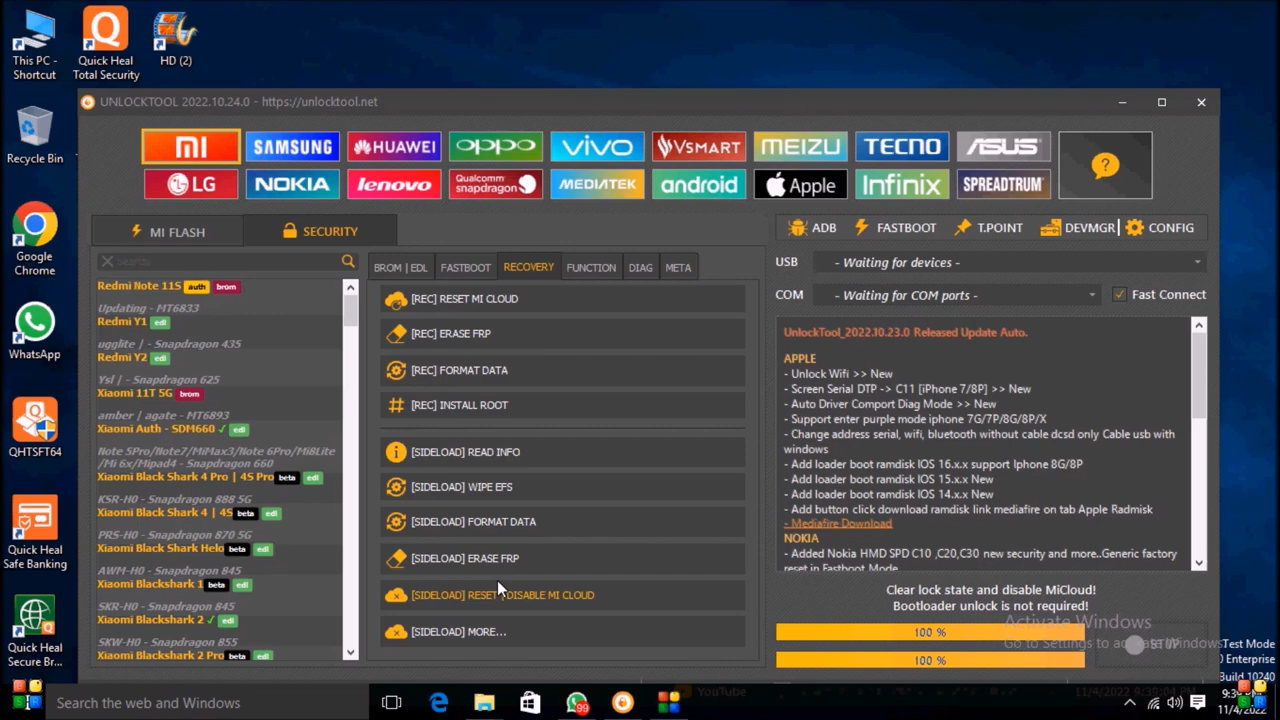 This PC -
Shortcut
Quick Heal
Total Security
HD (2)
Recycle Bin
Google
Chrome
WhatsApp
QHTSFT64
Quick Heal
Safe Banking
Quick Heal
Secure Br...
UNLOCKTOOL 2022.10.24.0 - https://unlocktool.net
MI
SAMSUNG
HUAWEI
oppo
vivo
VSMART
MEIZU
TECNO
ASUS
?
LG
NOKIA
lenovo
Qualcomm
snapdragon
MEDIATEK
android
Apple
Infinix
SPREADTRUM
MI FLASH
SECURITY
ADB
FASTBOOT
T.POINT
DEVMGR
CONFIG
Search...
Redmi Note 11S auth brom
Updating - MT6833
Redmi Y1 edl
ugglite | - Snapdragon 435
Redmi Y2 edl
Ysl | - Snapdragon 625
Xiaomi 11T 5G brom
amber | agate - MT6893
Xiaomi Auth - SDM660 ✓ edl
Note 5Pro/Note7/MiMax3/Note 6Pro/Mi8Lite
/Mi 6x/Mipad4 - Snapdragon 660
Xiaomi Black Shark 4 Pro | 4S Pro beta edl
KSR-H0 - Snapdragon 888 5G
Xiaomi Black Shark 4 | 4S beta edl
PRS-H0 - Snapdragon 870 5G
Xiaomi Black Shark Helo beta edl
AWM-H0 - Snapdragon 845
Xiaomi Blackshark 1 beta edl
SKR-H0 - Snapdragon 845
Xiaomi Blackshark 2 ✓ edl
SKW-H0 - Snapdragon 855
Xiaomi Blackshark 2 Pro beta edl
BROM | EDL
FASTBOOT
RECOVERY
FUNCTION
DIAG
META
[REC] RESET MI CLOUD
[REC] ERASE FRP
[REC] FORMAT DATA
[REC] INSTALL ROOT
[SIDELOAD] READ INFO
[SIDELOAD] WIPE EFS
[SIDELOAD] FORMAT DATA
[SIDELOAD] ERASE FRP
[SIDELOAD] RESET | DISABLE MI CLOUD
[SIDELOAD] MORE...
USB - Waiting for devices -
COM - Waiting for COM ports - Fast Connect
UnlockTool_2022.10.23.0 Released Update Auto.
APPLE
- Unlock Wifi >> New
- Screen Serial DTP -> C11 [iPhone 7/8P] >> New
- Auto Driver Comport Diag Mode >> New
- Support enter purple mode iphone 7G/7P/8G/8P/X
- Change address serial, wifi, bluetooth without cable dcsd only Cable usb with
windows
- Add loader boot ramdisk IOS 16.x.x support Iphone 8G/8P
- Add loader boot ramdisk IOS 15.x.x New
- Add loader boot ramdisk IOS 14.x.x New
- Add button click download ramdisk link mediafire on tab Apple Radmisk
- Mediafire Download
NOKIA
- Added Nokia HMD SPD C10 ,C20,C30 new security and more..Generic factory
reset in Fastboot Mode
Clear lock state and disable MiCloud!
Bootloader unlock is not required!
100 %
100 %
Activate Windows
Go to Settings to activate Windows
Test Mode
Enterprise
Build 10240
Search the web and Windows
99
YouTube
11/4/2022